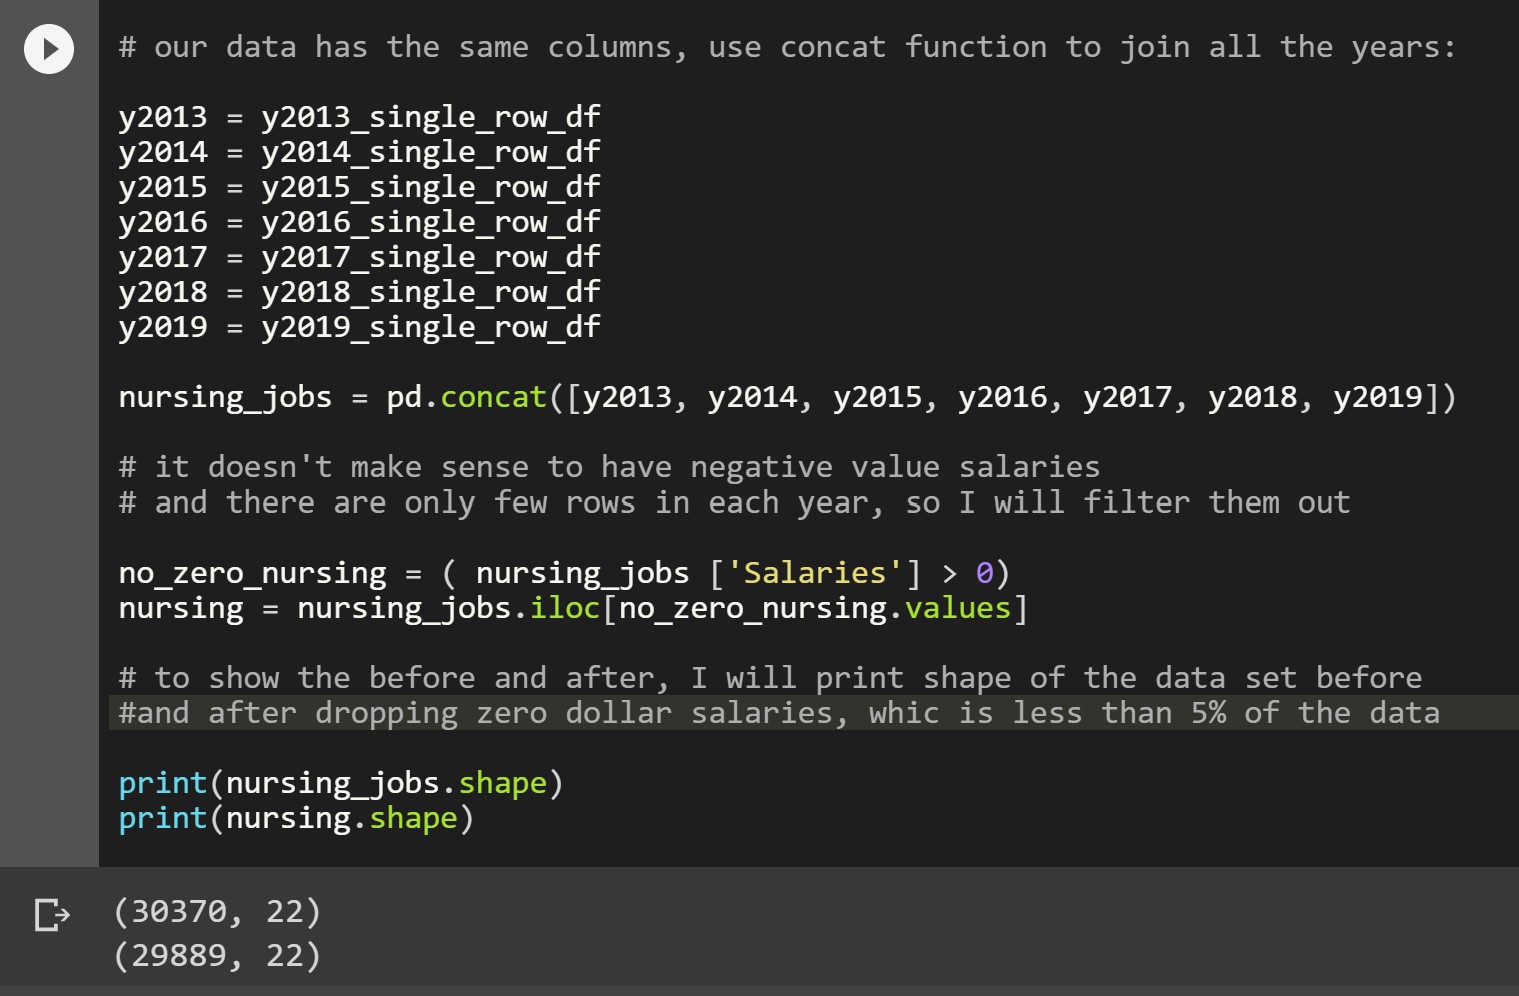 # our data has the same columns, use concat function to join all the years:
y2013 = y2013_single_row_df
y2014 = y2014_single_row_df
y2015 = y2015_single_row_df
y2016 = y2016_single_row_df
y2017 = y2017_single_row_df
y2018 = y2018_single_row_df
y2019 = y2019_single_row_df
nursing_jobs = pd.concat([y2013, y2014, y2015, y2016, y2017, y2018, y2019])
# it doesn't make sense to have negative value salaries
# and there are only few rows in each year, so I will filter them out
no_zero_nursing = ( nursing_jobs ['Salaries'] > 0)
nursing = nursing_jobs.iloc[no_zero_nursing.values]
# to show the before and after, I will print shape of the data set before
#and after dropping zero dollar salaries, whic is less than 5% of the data
print(nursing_jobs.shape)
print(nursing.shape)
(30370, 22)
(29889, 22)